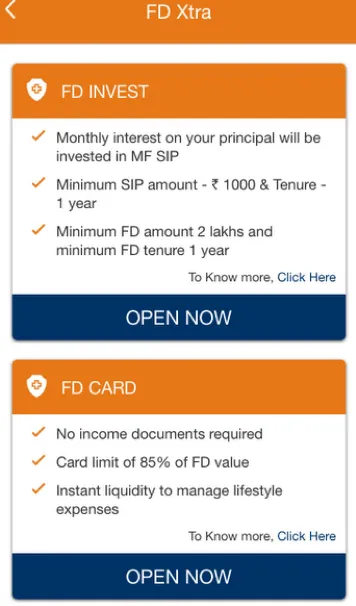 FD Xtra
FD INVEST
Monthly interest on your principal will be
invested in MF SIP
Minimum SIP amount - ₹ 1000 & Tenure -
1 year
Minimum FD amount 2 lakhs and
minimum FD tenure 1 year
To Know more, Click Here
OPEN NOW
FD CARD
No income documents required
Card limit of 85% of FD value
Instant liquidity to manage lifestyle
expenses
To Know more, Click Here
OPEN NOW